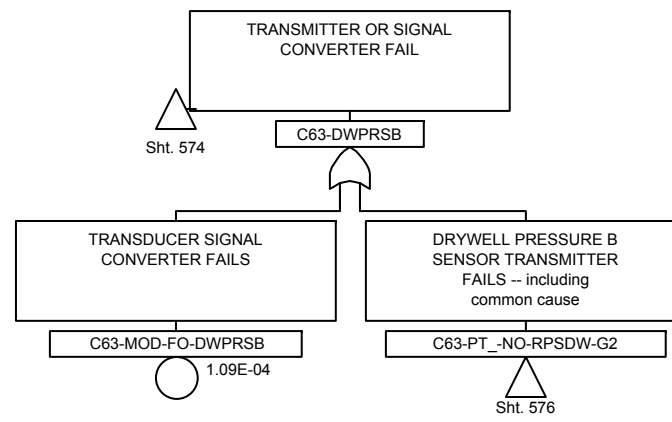 TRANSMITTER OR SIGNAL
CONVERTER FAIL
Sht. 574
C63-DWPRSB
TRANSDUCER SIGNAL
CONVERTER FAILS
C63-MOD-FO-DWPRSB
1.09E-04
DRYWELL PRESSURE B
SENSOR TRANSMITTER
FAILS -- including
common cause
C63-PT_-NO-RPSDW-G2
Sht. 576